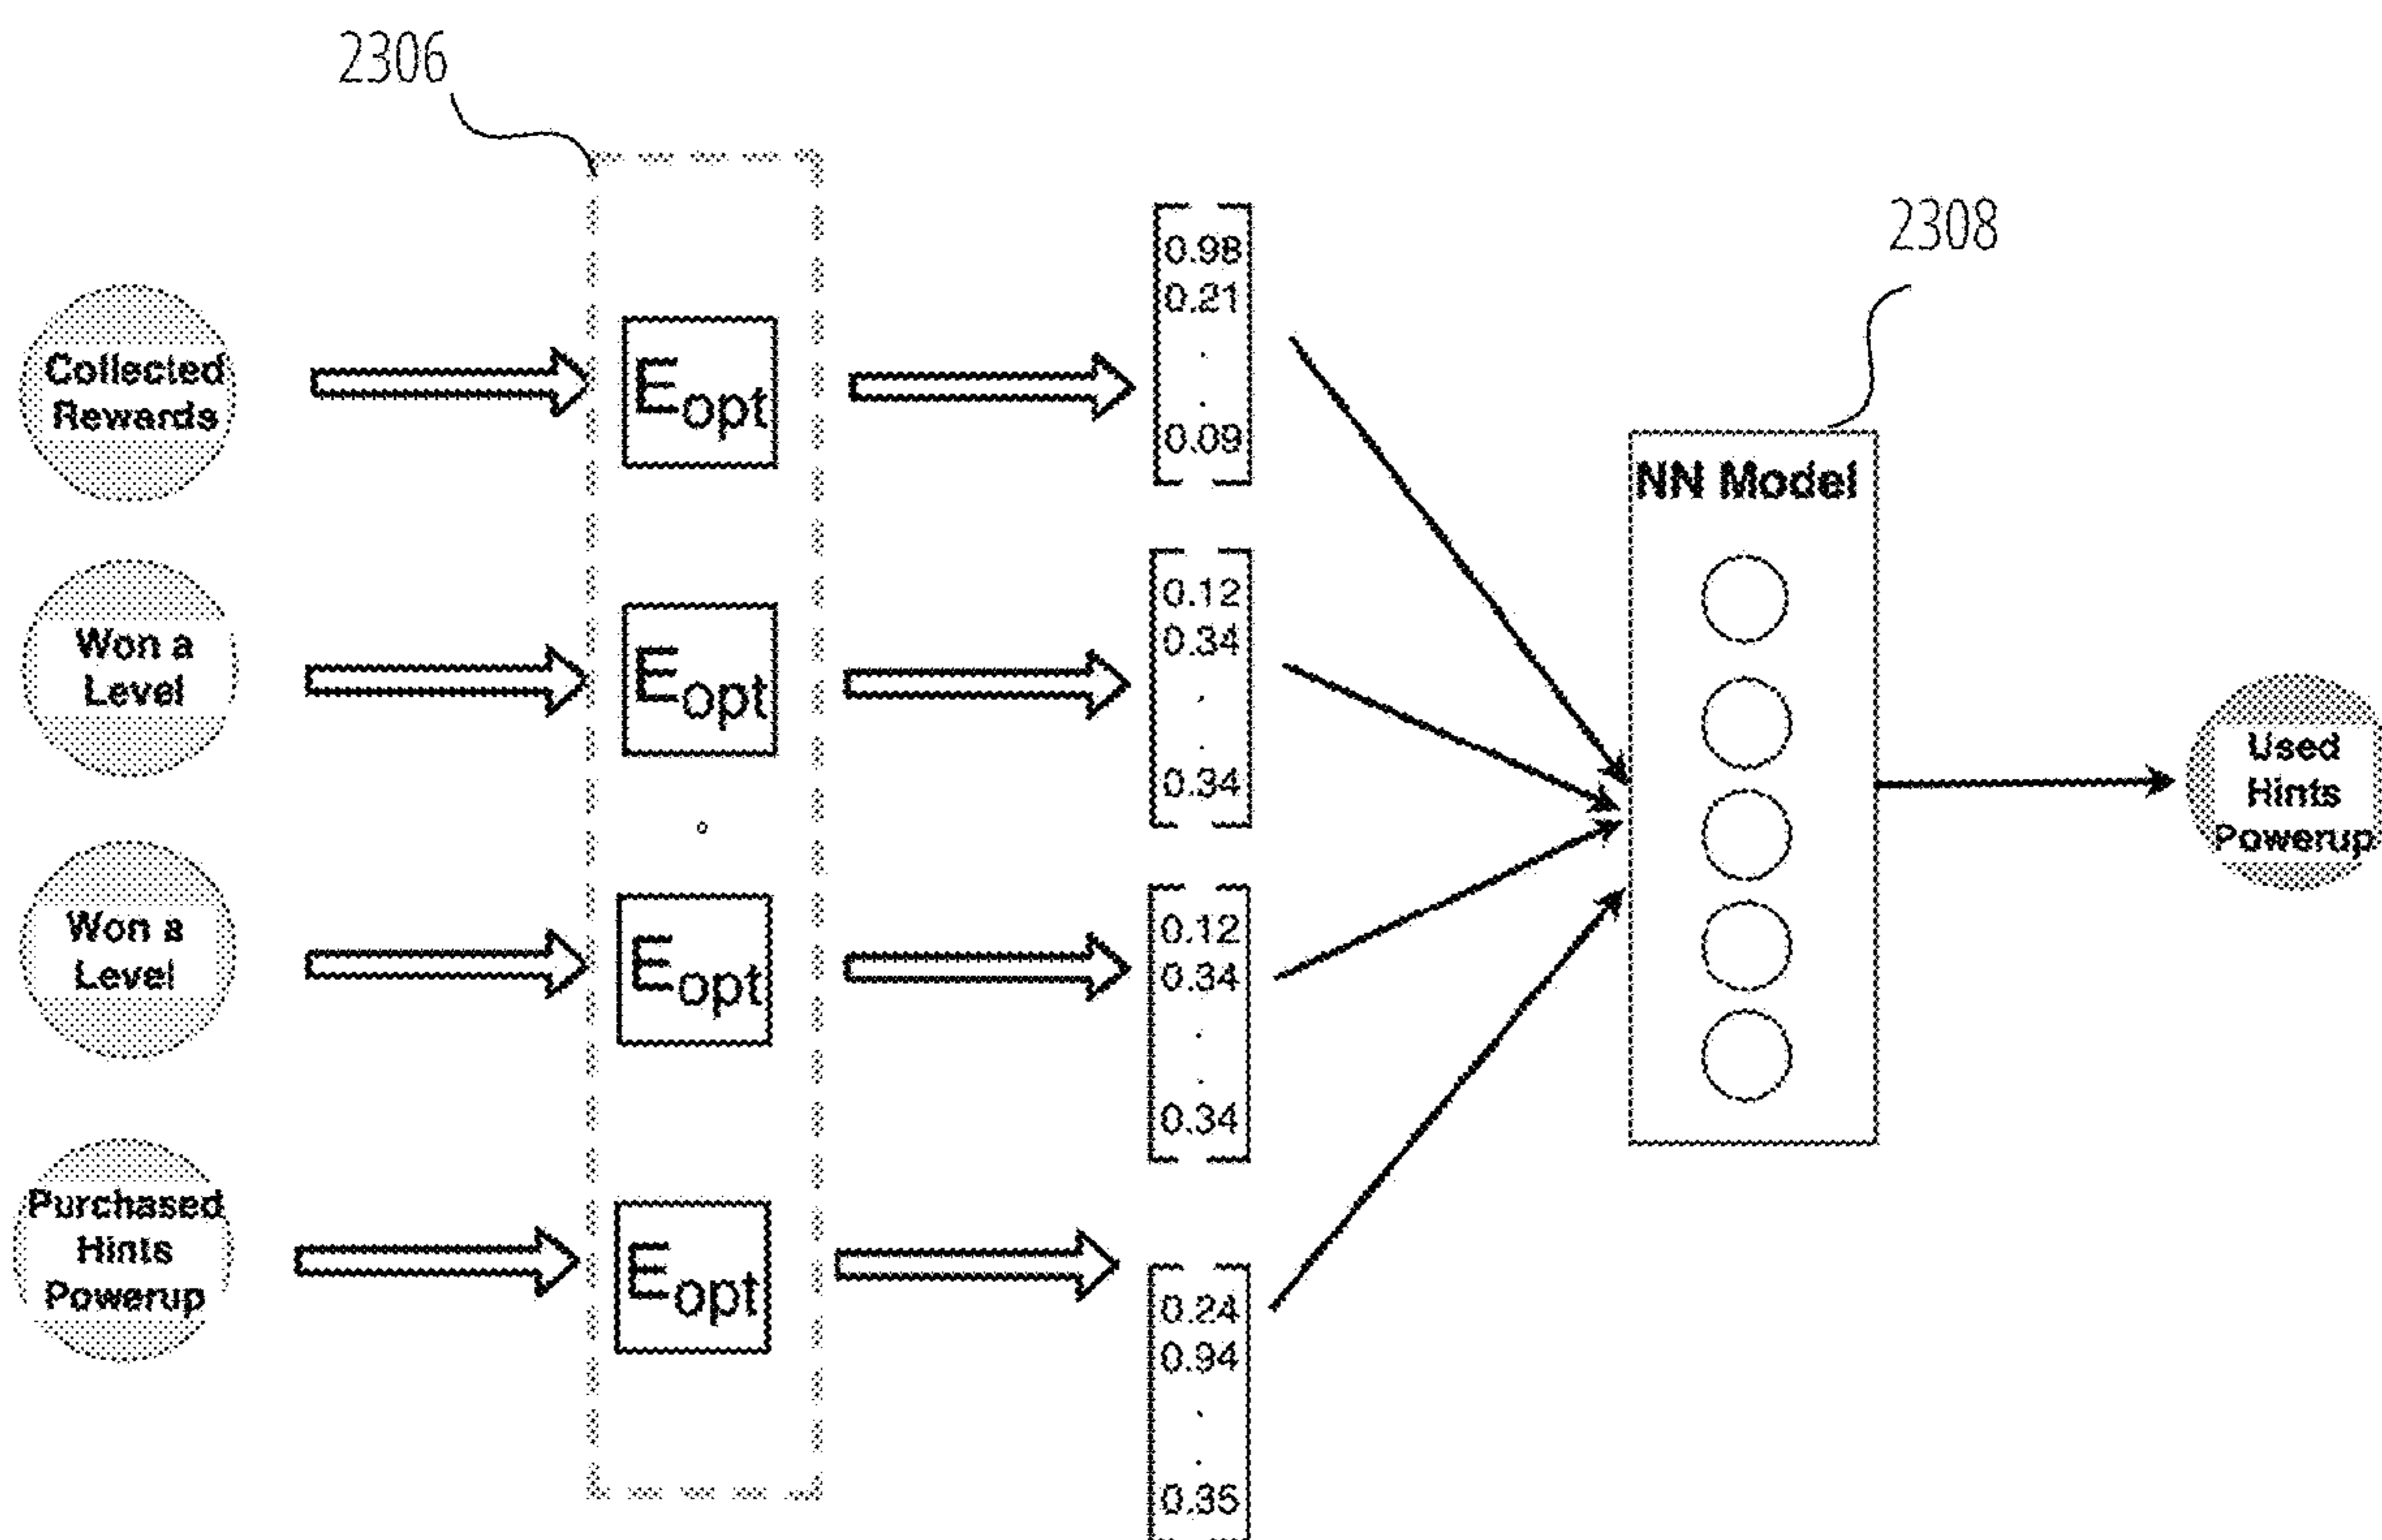 2306
2308
Collected
Rewards
Eopt
0.98
0.21
.
.
0.09
NN Model
Won a
Level
Eopt
0.12
0.34
.
.
0.34
Used
Hints
Powerup
Won a
Level
Eopt
0.12
0.34
.
.
0.34
Purchased
Hints
Powerup
Eopt
0.24
0.94
.
.
0.35